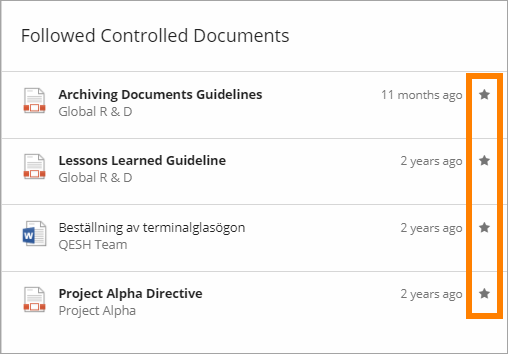 Followed Controlled Documents
Archiving Documents Guidelines 11 months ago
Global R & D
Lessons Learned Guideline 2 years ago
Global R & D
Beställning av terminalglasögon 2 years ago
QESH Team
Project Alpha Directive 2 years ago
Project Alpha